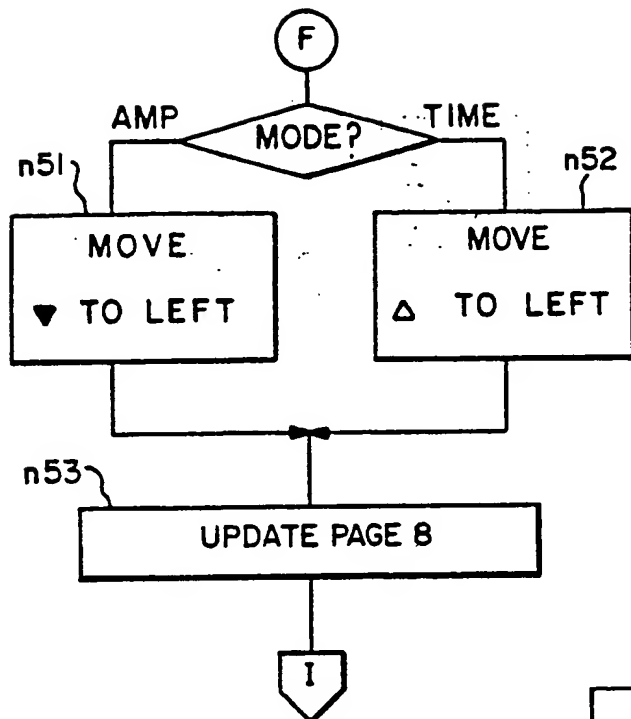 F
AMP
MODE?
TIME
n51
n52
MOVE
▼ TO LEFT
MOVE
△ TO LEFT
n53
UPDATE PAGE 8
I